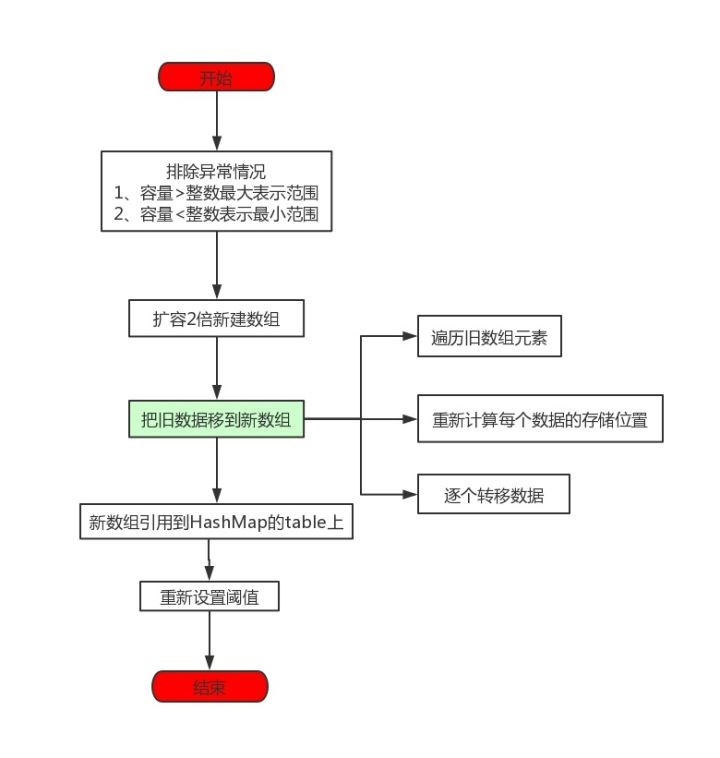 开始
排除异常情况
1、容量>整数最大表示范围
2、容量<整数表示最小范围
扩容2倍新建数组
把旧数据移到新数组
遍历旧数组元素
重新计算每个数据的存储位置
逐个转移数据
新数组引用到HashMap的table上
重新设置阈值
结束